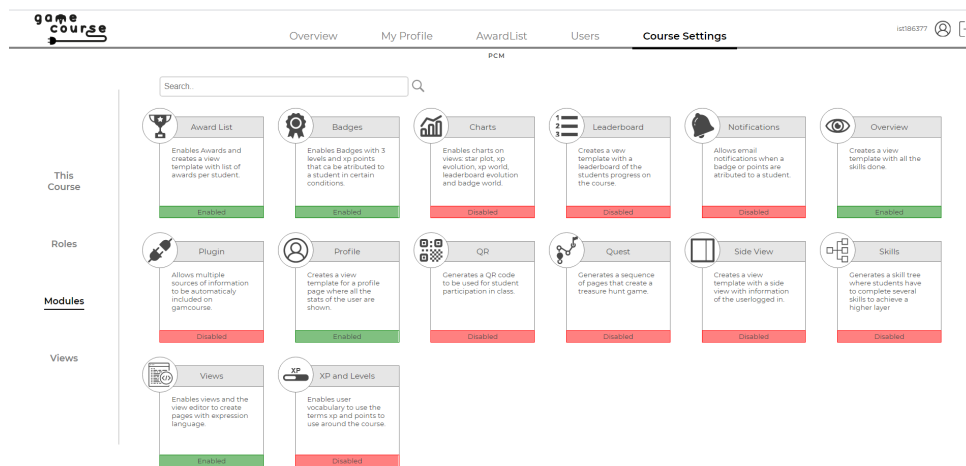 game
course
Overview
My Profile
AwardList
Users
Course Settings
ist186377
PCM
Search..
This
Course
Roles
Modules
Views
Award List
Enables Awards and
creates a view
template with list of
awards per student.
Enabled
Badges
Enables Badges with 3
levels and xp points
that ca be atributed to
a student in certain
conditions.
Enabled
Charts
Enables charts on
views: star plot, xp
evolution, xp world,
leaderboard evolution
and badge world.
Disabled
1
2
3
Leaderboard
Creates a vew
template with a
leaderboard of the
students progress on
the course.
Disabled
Notifications
Allows email
notifications when a
badge or points are
atributed to a student.
Disabled
Overview
Creates a vew
template with all the
skills done.
Enabled
Plugin
Allows multiple
sources of information
to be automaticaly
included on
gamcourse.
Disabled
Profile
Creates a view
template for a profile
page where all the
stats of the user are
shown.
Enabled
QR
Generates a QR code
to be used for student
participation in class.
Disabled
Quest
Generates a sequence
of pages that create a
treasure hunt game.
Disabled
Side View
Creates a view
template with a side
view with information
of the userlogged in.
Disabled
Skills
Generates a skill tree
where students have
to complete several
skills to achieve a
higher layer
Disabled
Views
Enables views and the
view editor to create
pages with expression
language.
Enabled
XP
XP and Levels
Enables user
vocabulary to use the
terms xp and points to
use around the course.
Disabled